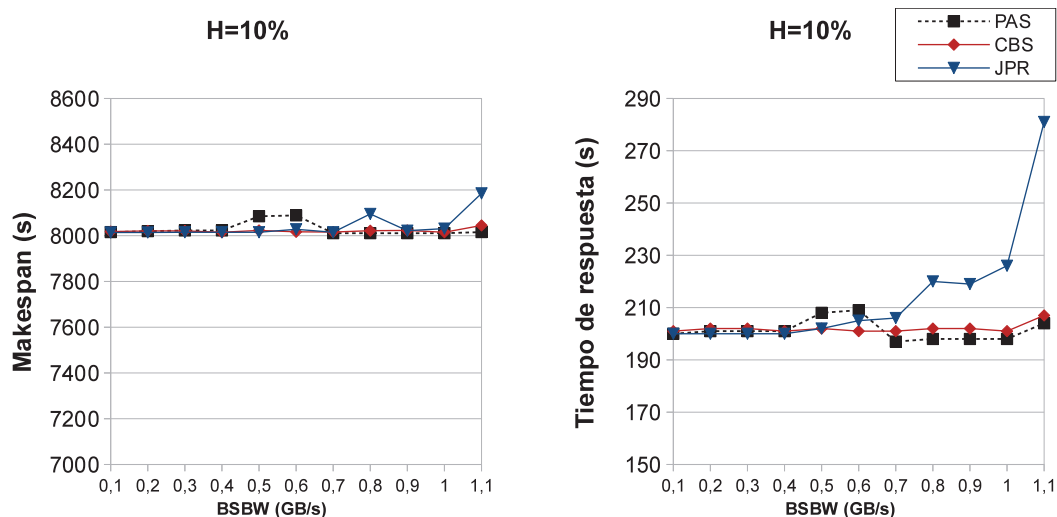 H=10%
Makespan (s)
8600
8400
8200
8000
7800
7600
7400
7200
7000
0,1 0,2 0,3 0,4 0,5 0,6 0,7 0,8 0,9 1 1,1
BSBW (GB/s)
H=10%
PAS
CBS
JPR
Tiempo de respuesta (s)
290
270
250
230
210
190
170
150
0,1 0,2 0,3 0,4 0,5 0,6 0,7 0,8 0,9 1 1,1
BSBW (GB/s)